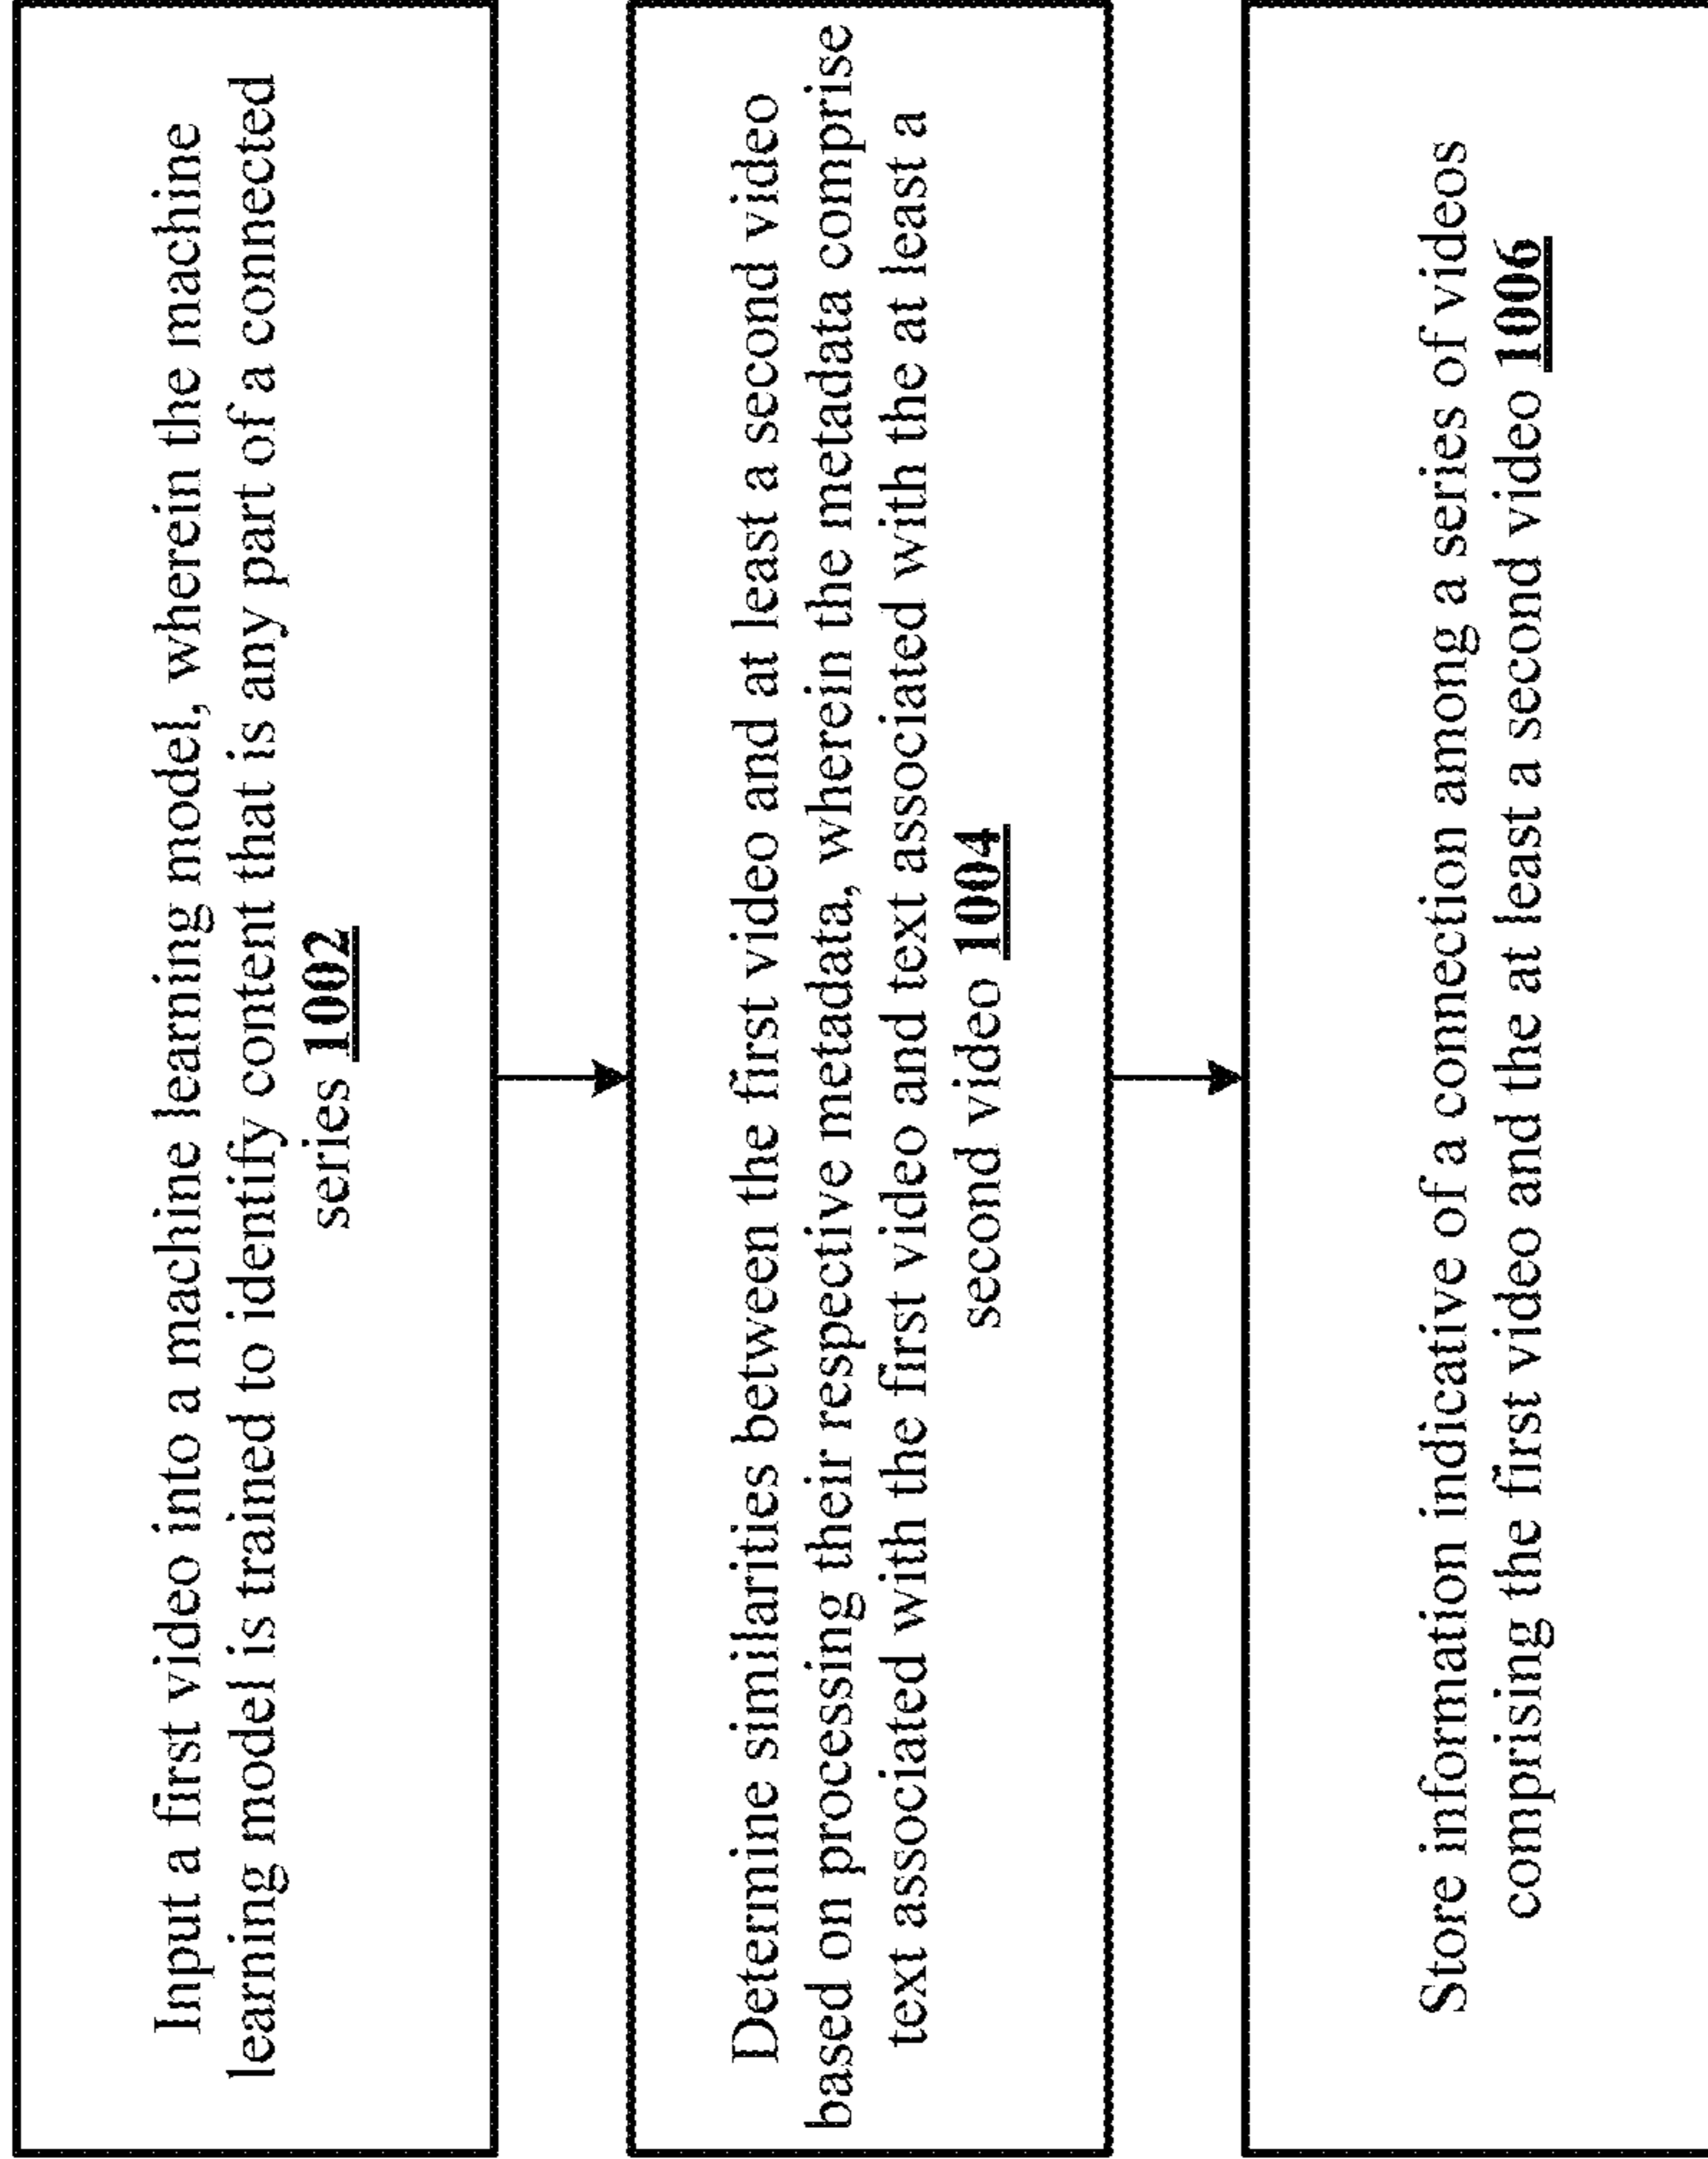 Input a first video into a machine learning model, wherein the machine
learning model is trained to identify content that is any part of a connected
series 1002
Determine similarities between the first video and at least a second video
based on processing their respective metadata, wherein the metadata comprise
text associated with the first video and text associated with the at least a
second video 1004
Store information indicative of a connection among a series of videos
comprising the first video and the at least a second video 1006